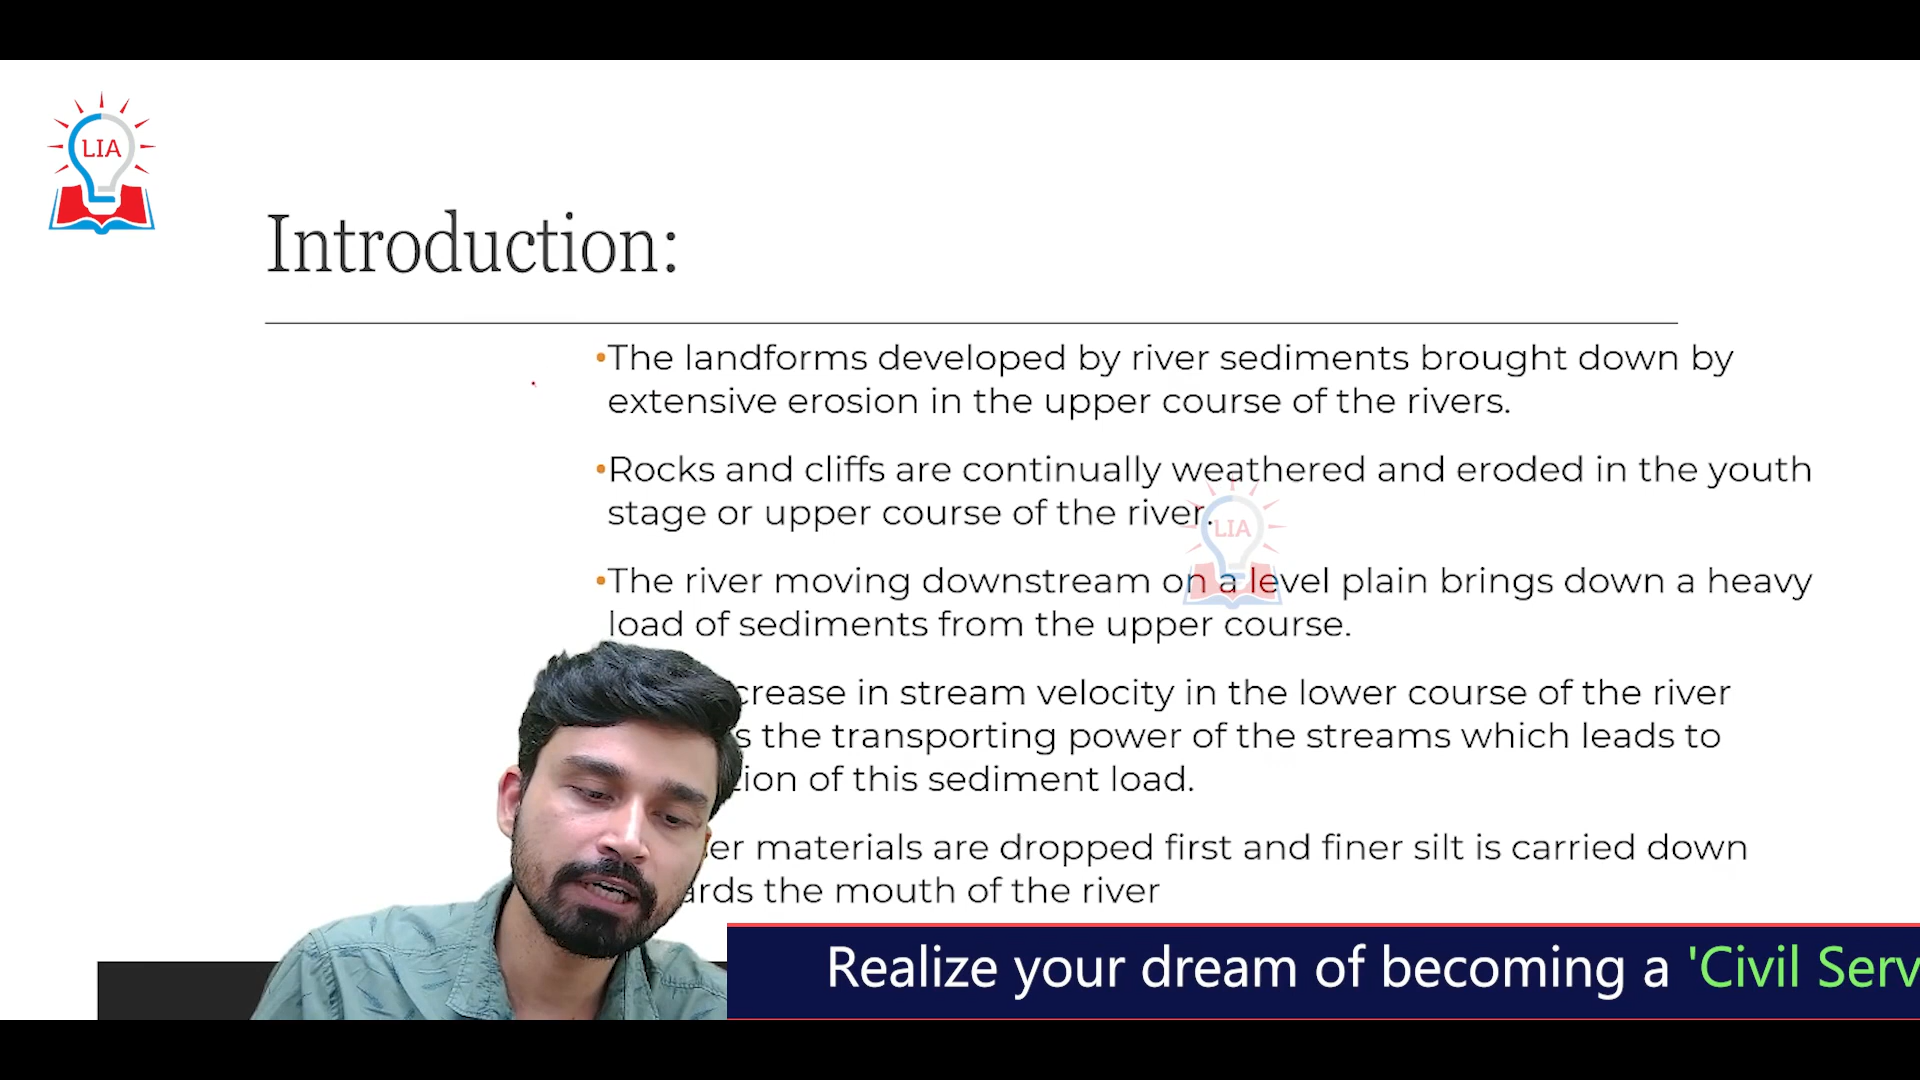 LIA
Introduction:
•The landforms developed by river sediments brought down by
extensive erosion in the upper course of the rivers.
•Rocks and cliffs are continually weathered and eroded in the youth
stage or upper course of the river.
LIA
•The river moving downstream on a level plain brings down a heavy
load of sediments from the upper course.
crease in stream velocity in the lower course of the river
s the transporting power of the streams which leads to
tion of this sediment load.
er materials are dropped first and finer silt is carried down
ards the mouth of the river
Realize your dream of becoming a 'Civil Serv